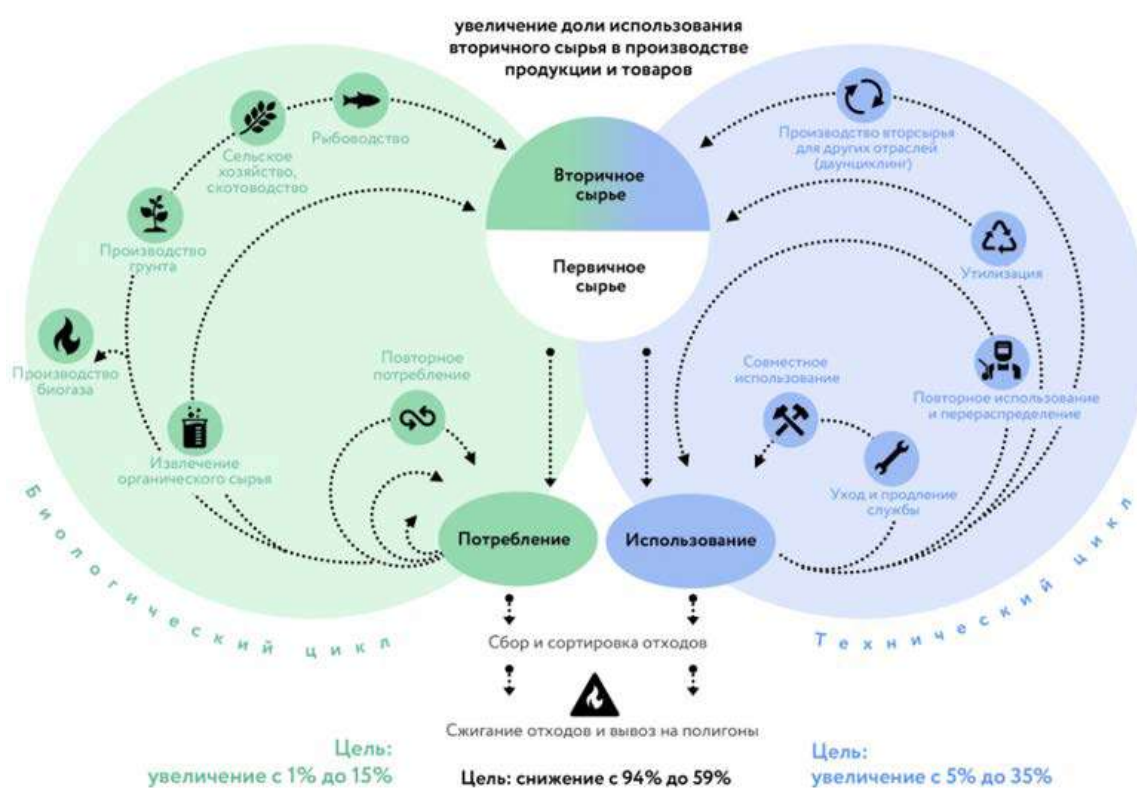 увеличение доли использования
вторичного сырья в производстве
продукции и товаров
Рыбоводство
Сельское
хозяйство,
скотоводство
Производство
грунта
Производство
биогаза
Извлечение
органического сырья
Повторное
потребление
Биологический цикл
Вторичное
сырье
Первичное
сырье
Производство вторсырья
для других отраслей
(даунциклинг)
Утилизация
Повторное использование
и перераспределение
Совместное
использование
Уход и продление
службы
Технический цикл
Потребление
Использование
Сбор и сортировка отходов
Сжигание отходов и вывоз на полигоны
Цель:
увеличение с 1% до 15%
Цель: снижение с 94% до 59%
Цель:
увеличение с 5% до 35%